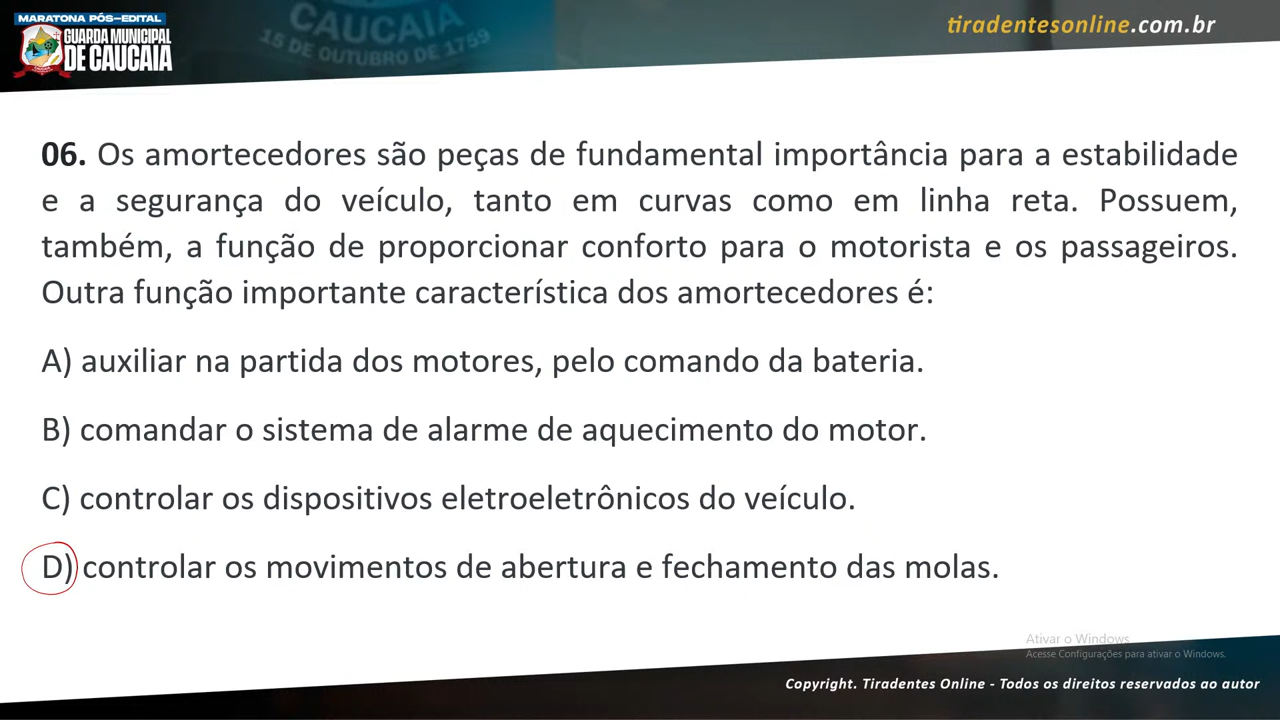 MARATONA PÓS-EDITAL
GUARDA MUNICIPAL
DE CAUCAIA
CAUCAIA
15 DE OUTUBRO DE 1759
tiradentesonline.com.br
06. Os amortecedores são peças de fundamental importância para a estabilidade
e a segurança do veículo, tanto em curvas como em linha reta. Possuem,
também, a função de proporcionar conforto para o motorista e os passageiros.
Outra função importante característica dos amortecedores é:
A) auxiliar na partida dos motores, pelo comando da bateria.
B) comandar o sistema de alarme de aquecimento do motor.
C) controlar os dispositivos eletroeletrônicos do veículo.
D) controlar os movimentos de abertura e fechamento das molas.
Ativar o Windows
Acesse Configurações para ativar o Windows.
Copyright. Tiradentes Online - Todos os direitos reservados ao autor